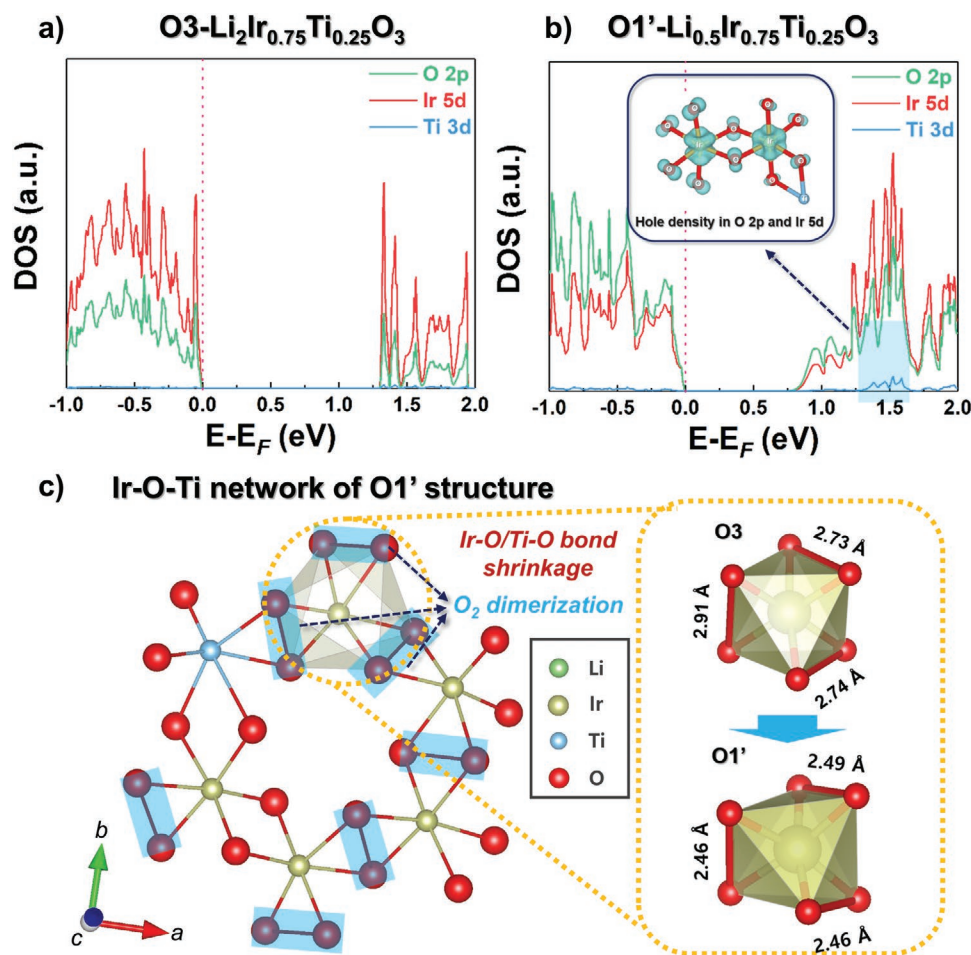 a)
O3-Li₂Ir₀.₇₅Ti₀.₂₅O₃
O 2p
Ir 5d
Ti 3d
DOS (a.u.)
-1.0 -0.5 0.0 0.5 1.0 1.5 2.0
E-E_F (eV)
b)
O1’-Li₀.₅Ir₀.₇₅Ti₀.₂₅O₃
O 2p
Ir 5d
Ti 3d
Hole density in O 2p and Ir 5d
DOS (a.u.)
-1.0 -0.5 0.0 0.5 1.0 1.5 2.0
E-E_F (eV)
c)
Ir-O-Ti network of O1’ structure
Ir-O/Ti-O bond
shrinkage
O₂ dimerization
Li
Ir
Ti
O
b
c
a
O3
2.73 Å
2.91 Å
2.74 Å
O1’
2.49 Å
2.46 Å
2.46 Å